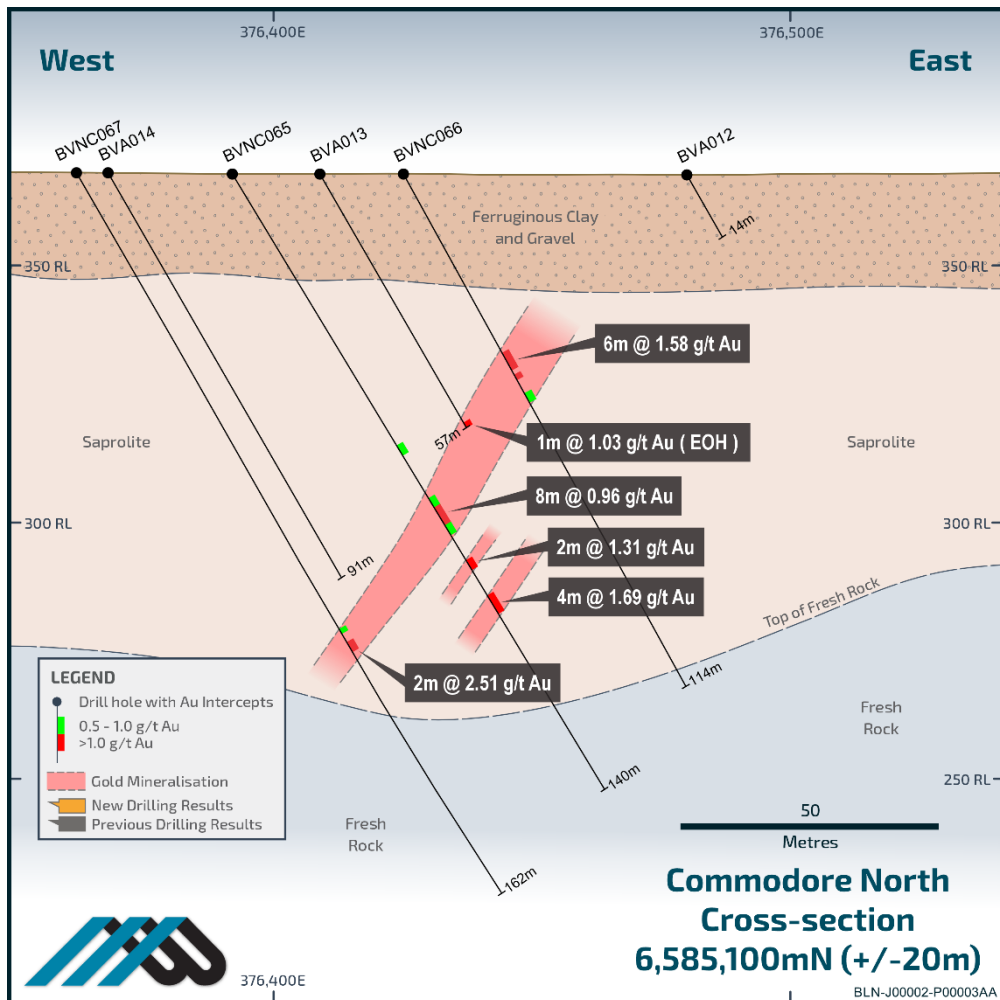 376,400E
376,500E
West
East
BVNC067
BVA014
BVNC065
BVA013
BVNC066
BVA012
Ferruginous Clay
and Gravel
14m
350 RL
350 RL
6m @ 1.58 g/t Au
57m
1m @ 1.03 g/t Au ( EOH )
Saprolite
Saprolite
8m @ 0.96 g/t Au
300 RL
300 RL
2m @ 1.31 g/t Au
91m
4m @ 1.69 g/t Au
Top of Fresh Rock
2m @ 2.51 g/t Au
114m
LEGEND
Drill hole with Au Intercepts
0.5 - 1.0 g/t Au
>1.0 g/t Au
Gold Mineralisation
New Drilling Results
Previous Drilling Results
Fresh
Rock
250 RL
140m
50
Metres
Fresh
Rock
162m
Commodore North
Cross-section
6,585,100mN (+/-20m)
376,400E
BLN-J00002-P00003AA